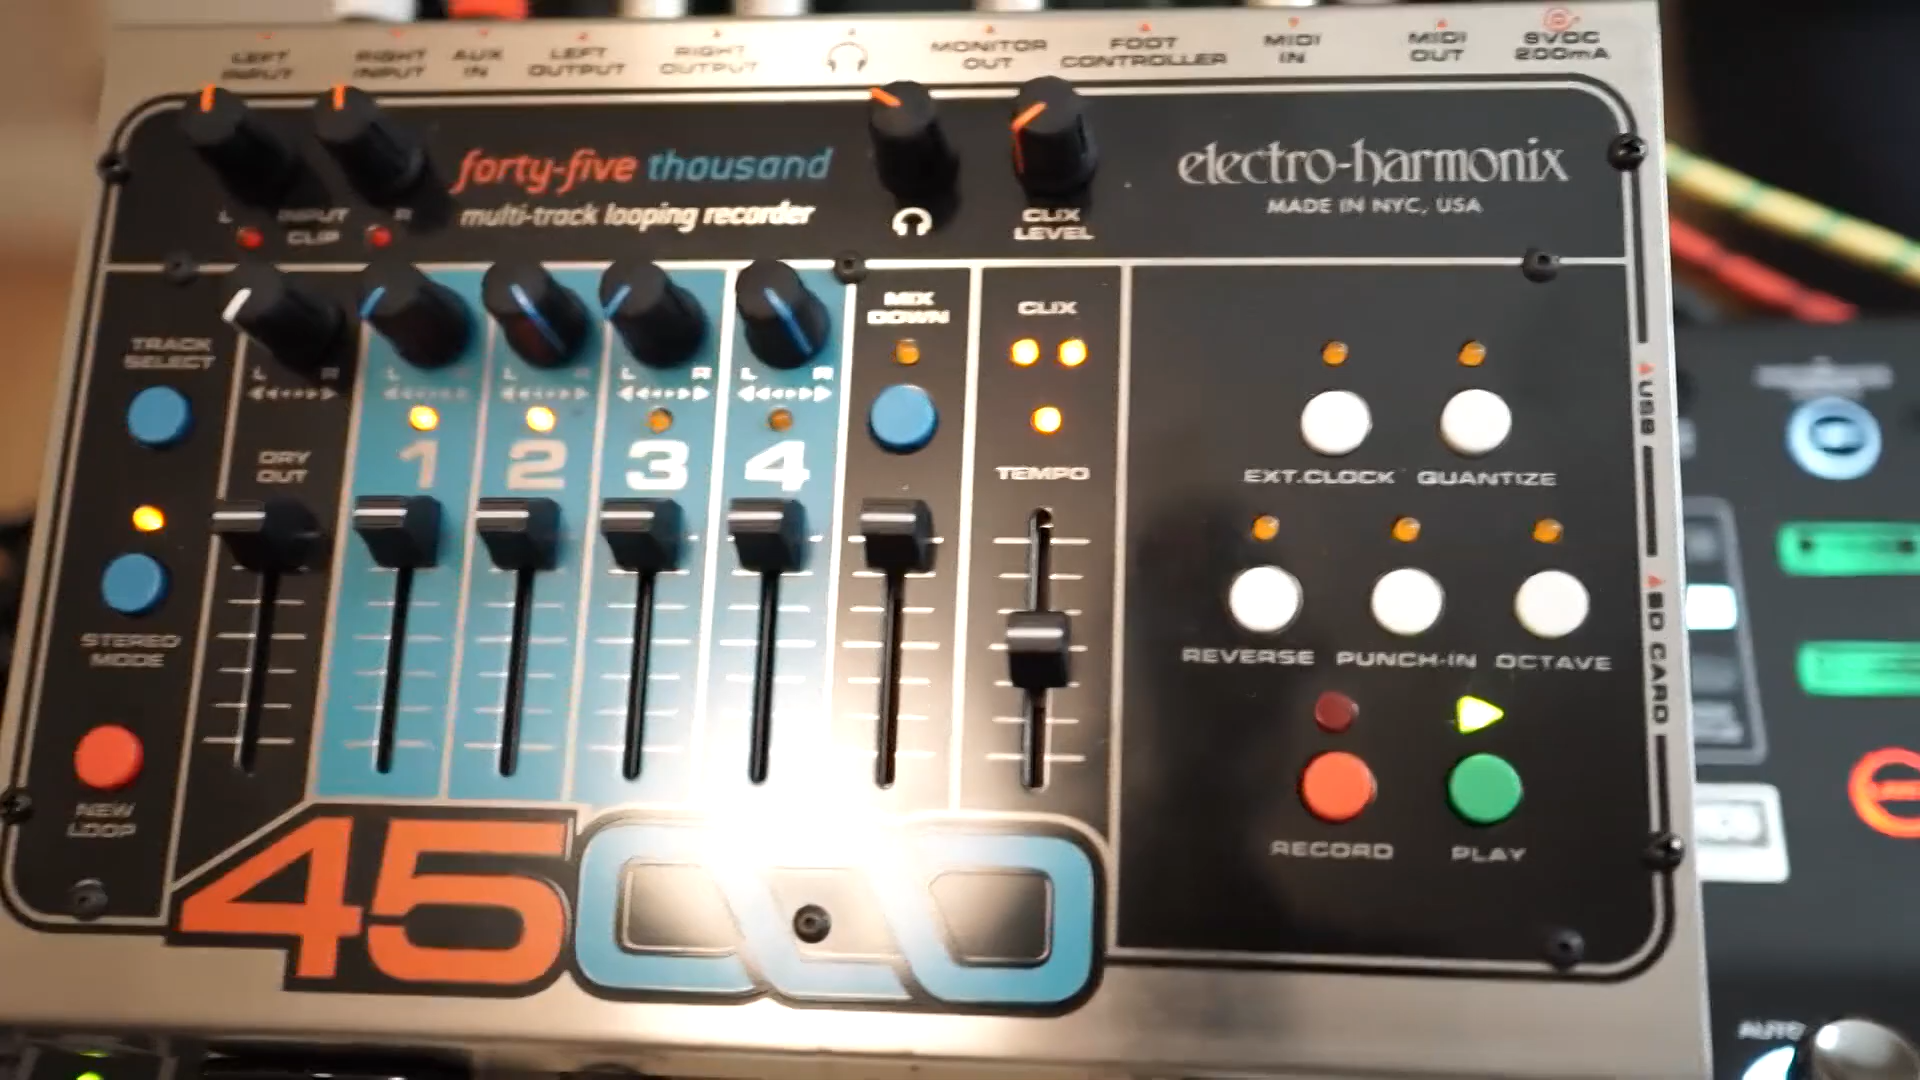 LEFT INPUT
RIGHT INPUT
AUX IN
LEFT OUTPUT
RIGHT OUTPUT
MONITOR OUT
FOOT CONTROLLER
MIDI IN
MIDI OUT
9VDC 200mA
forty-five thousand
multi-track looping recorder
electro-harmonix
MADE IN NYC, USA
L INPUT CLIP R
CLIX LEVEL
TRACK SELECT
L R
L R
L R
L R
L R
MIX DOWN
CLIX
DRY OUT
1 2 3 4
TEMPO
EXT.CLOCK
QUANTIZE
USB
STEREO MODE
REVERSE
PUNCH-IN
OCTAVE
SD CARD
NEW LOOP
RECORD
PLAY
45000
AUTO